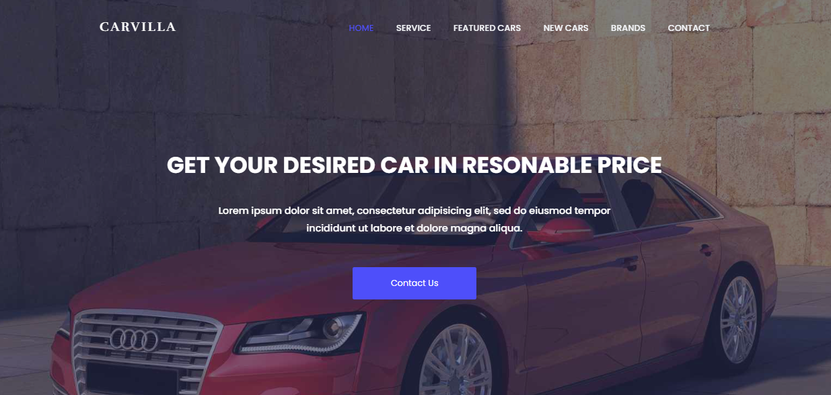 CARVILLA
HOME SERVICE FEATURED CARS NEW CARS BRANDS CONTACT
GET YOUR DESIRED CAR IN RESONABLE PRICE
Lorem ipsum dolor sit amet, consectetur adipisicing elit, sed do eiusmod tempor
incididunt ut labore et dolore magna aliqua.
Contact Us